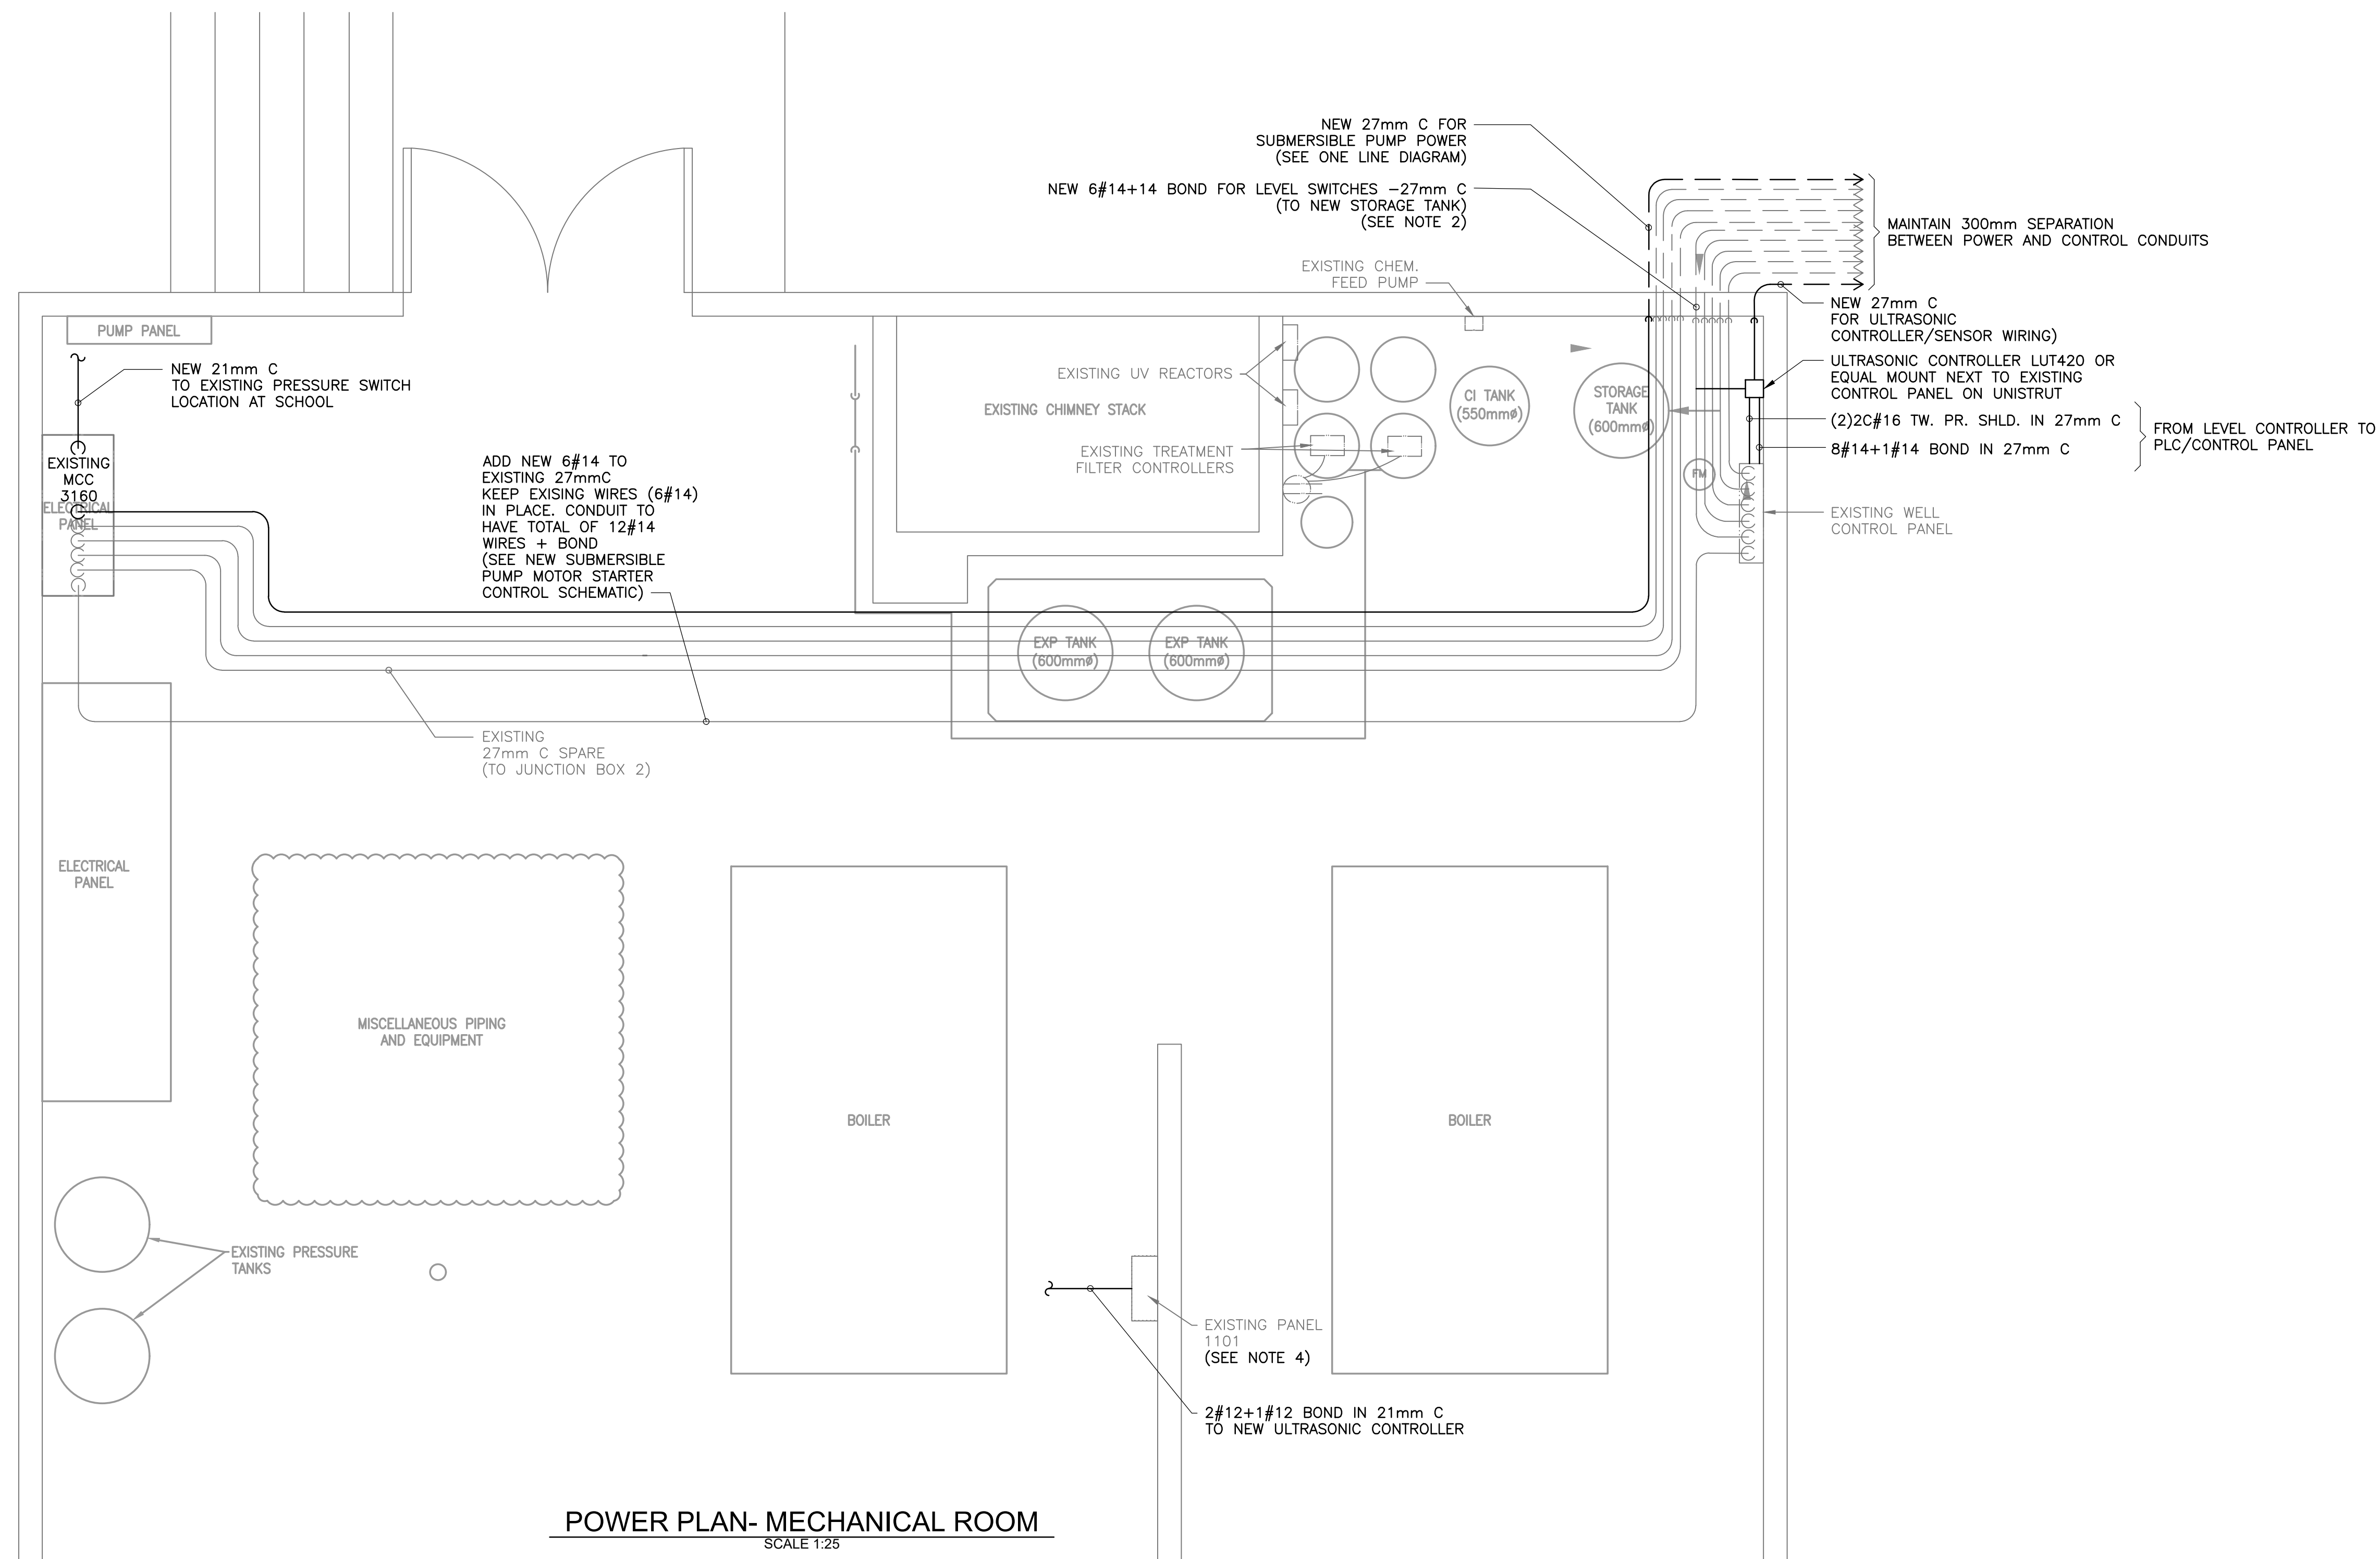 NEW 27mm C FOR
SUBMERSIBLE PUMP POWER
(SEE ONE LINE DIAGRAM)
NEW 6#14+14 BOND FOR LEVEL SWITCHES -27mm C
(TO NEW STORAGE TANK)
(SEE NOTE 2)
MAINTAIN 300mm SEPARATION
BETWEEN POWER AND CONTROL CONDUITS
EXISTING CHEM.
FEED PUMP
NEW 27mm C
FOR ULTRASONIC
CONTROLLER/SENSOR WIRING)
PUMP PANEL
NEW 21mm C
TO EXISTING PRESSURE SWITCH
LOCATION AT SCHOOL
EXISTING UV REACTORS
EXISTING CHIMNEY STACK
CI TANK
(550mmø)
STORAGE
TANK
(600mmø)
ULTRASONIC CONTROLLER LUT420 OR
EQUAL MOUNT NEXT TO EXISTING
CONTROL PANEL ON UNISTRUT
(2)2C#16 TW. PR. SHLD. IN 27mm C
8#14+1#14 BOND IN 27mm C
FROM LEVEL CONTROLLER TO
PLC/CONTROL PANEL
EXISTING TREATMENT
FILTER CONTROLLERS
FM
EXISTING
MCC
3160
ELECTRICAL
PANEL
ADD NEW 6#14 TO
EXISTING 27mmC
KEEP EXISING WIRES (6#14)
IN PLACE. CONDUIT TO
HAVE TOTAL OF 12#14
WIRES + BOND
(SEE NEW SUBMERSIBLE
PUMP MOTOR STARTER
CONTROL SCHEMATIC)
EXISTING WELL
CONTROL PANEL
EXP TANK
(600mmø)
EXP TANK
(600mmø)
EXISTING
27mm C SPARE
(TO JUNCTION BOX 2)
ELECTRICAL
PANEL
MISCELLANEOUS PIPING
AND EQUIPMENT
BOILER
BOILER
EXISTING PRESSURE
TANKS
EXISTING PANEL
1101
(SEE NOTE 4)
2#12+1#12 BOND IN 21mm C
TO NEW ULTRASONIC CONTROLLER
POWER PLAN- MECHANICAL ROOM
SCALE 1:25